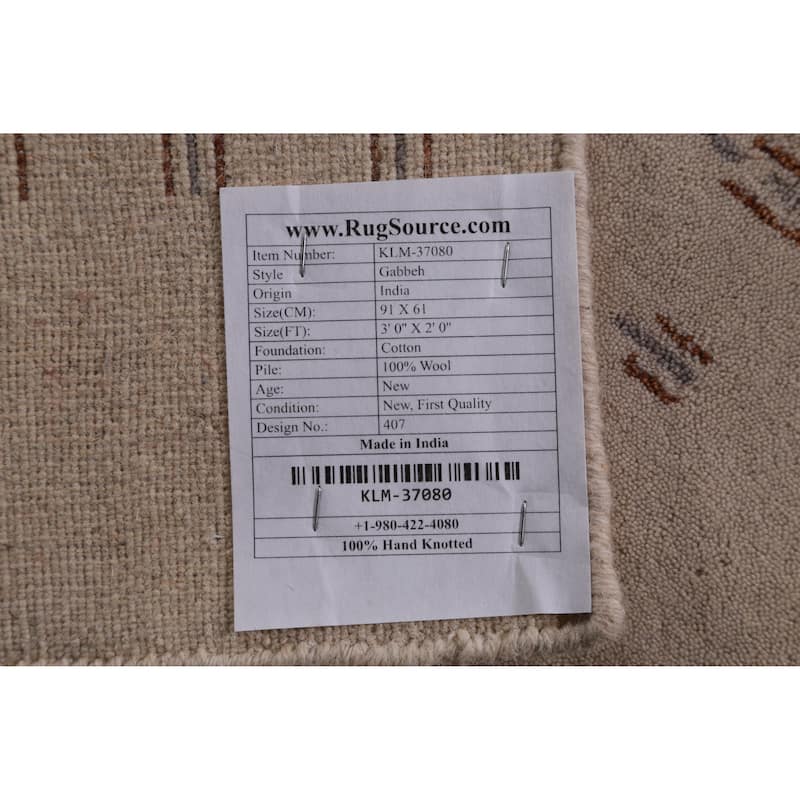 www.RugSource.com
Item Number: KLM-37080
Style Gabbeh
Origin India
Size(CM): 91 X 61
Size(FT): 3' 0" X 2' 0"
Foundation: Cotton
Pile: 100% Wool
Age: New
Condition: New, First Quality
Design No.: 407
Made in India
KLM-37080
+1-980-422-4080
100% Hand Knotted